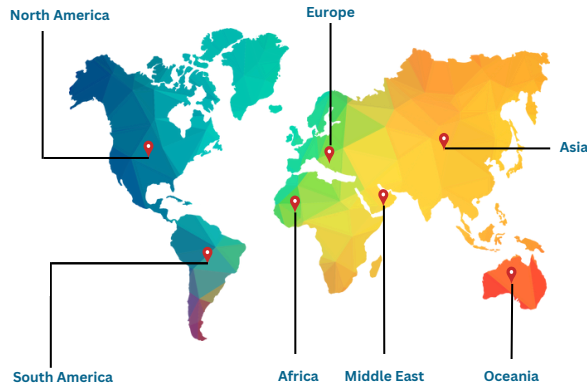 North America
Europe
Asia
South America
Africa
Middle East
Oceania